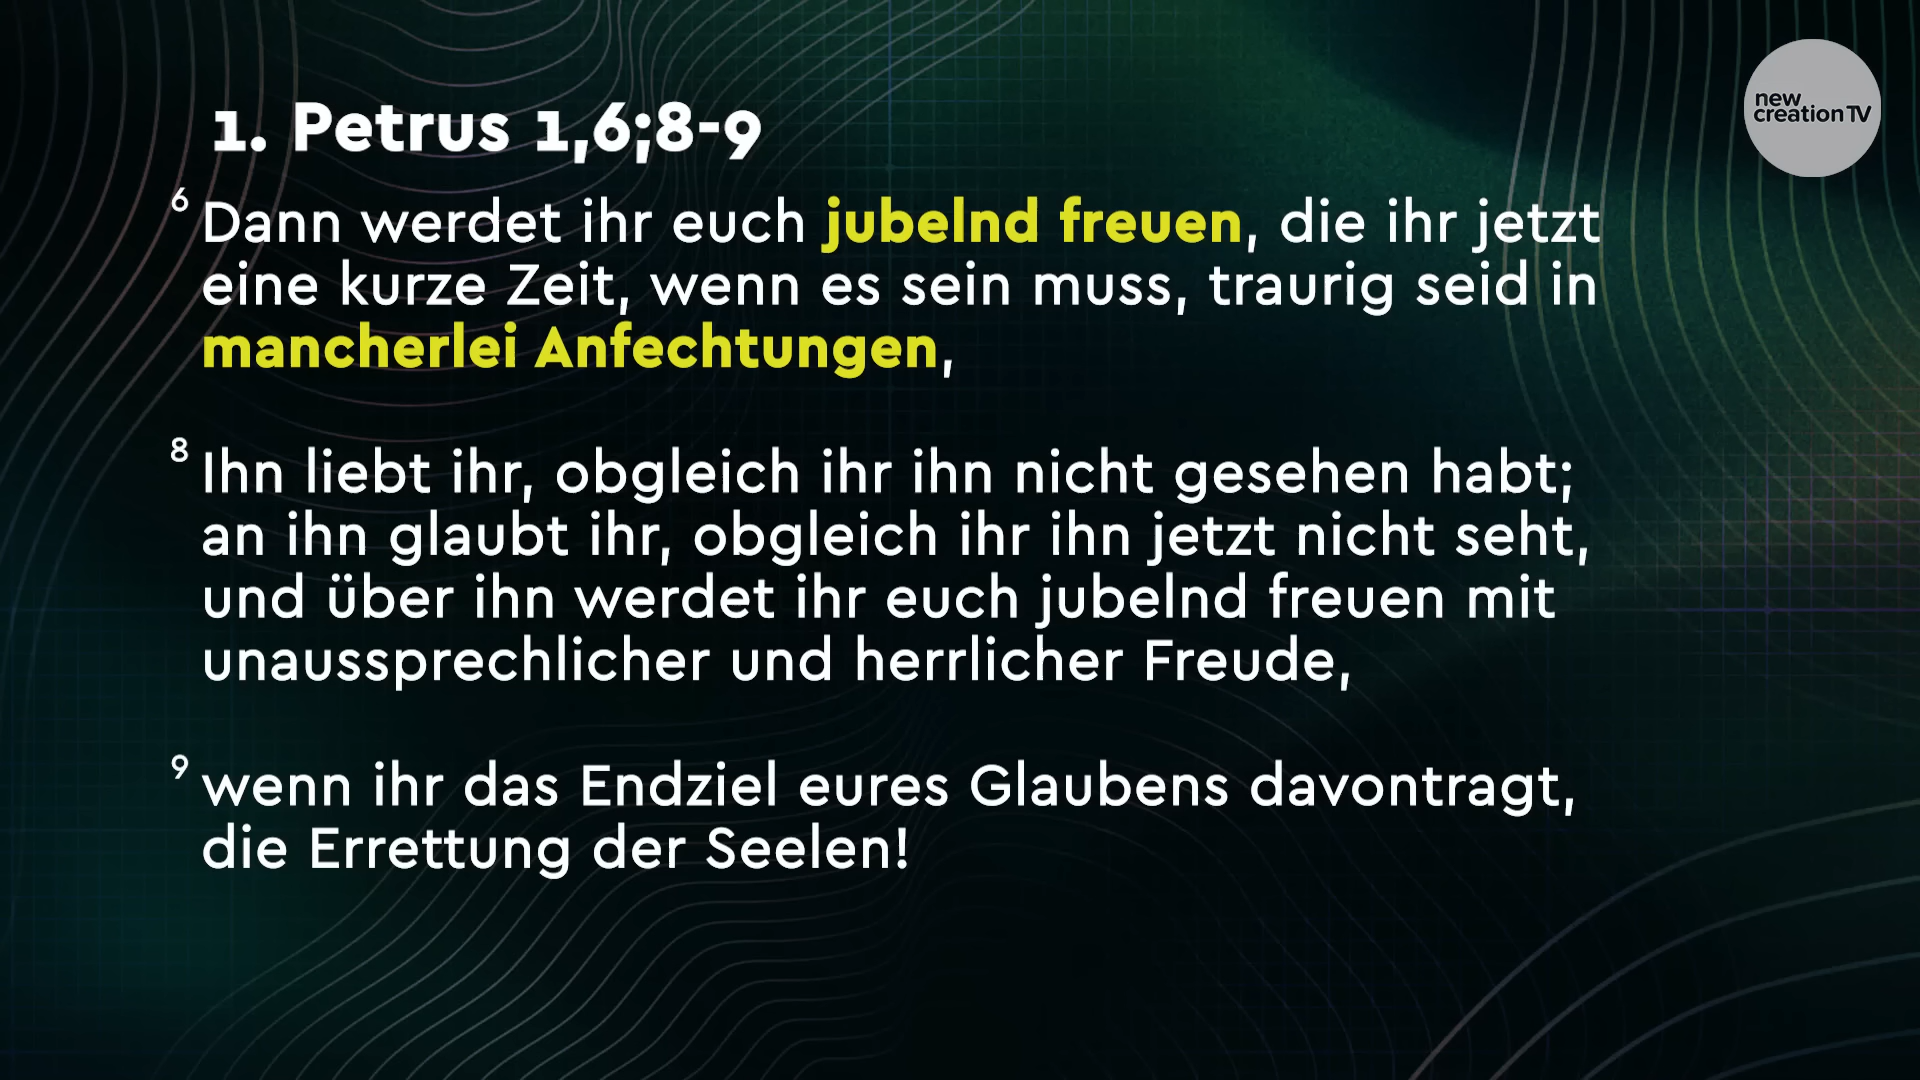 new
creationTV
1. Petrus 1,6;8-9
6 Dann werdet ihr euch jubelnd freuen, die ihr jetzt
eine kurze Zeit, wenn es sein muss, traurig seid in
mancherlei Anfechtungen,
8 Ihn liebt ihr, obgleich ihr ihn nicht gesehen habt;
an ihn glaubt ihr, obgleich ihr ihn jetzt nicht seht,
und über ihn werdet ihr euch jubelnd freuen mit
unaussprechlicher und herrlicher Freude,
9 wenn ihr das Endziel eures Glaubens davontragt,
die Errettung der Seelen!